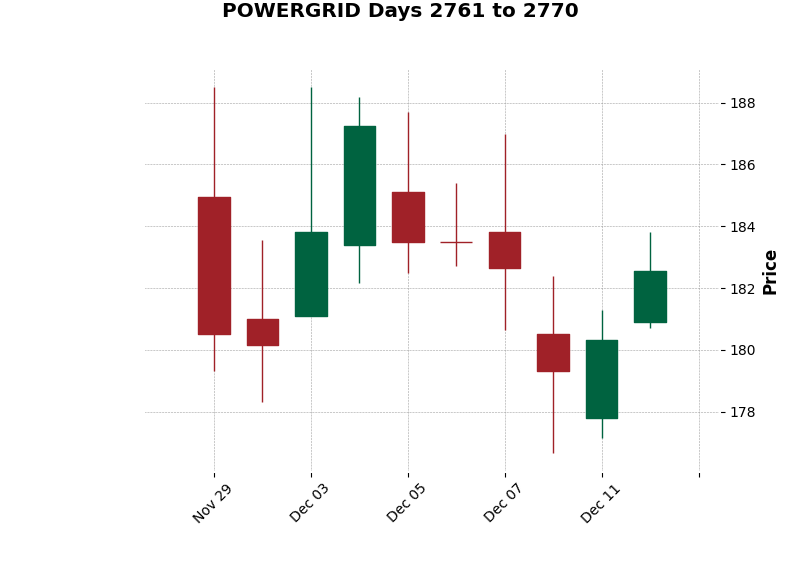 POWERGRID Days 2761 to 2770
188
186
184
182
180
178
Price
Nov 29
Dec 03
Dec 05
Dec 07
Dec 11